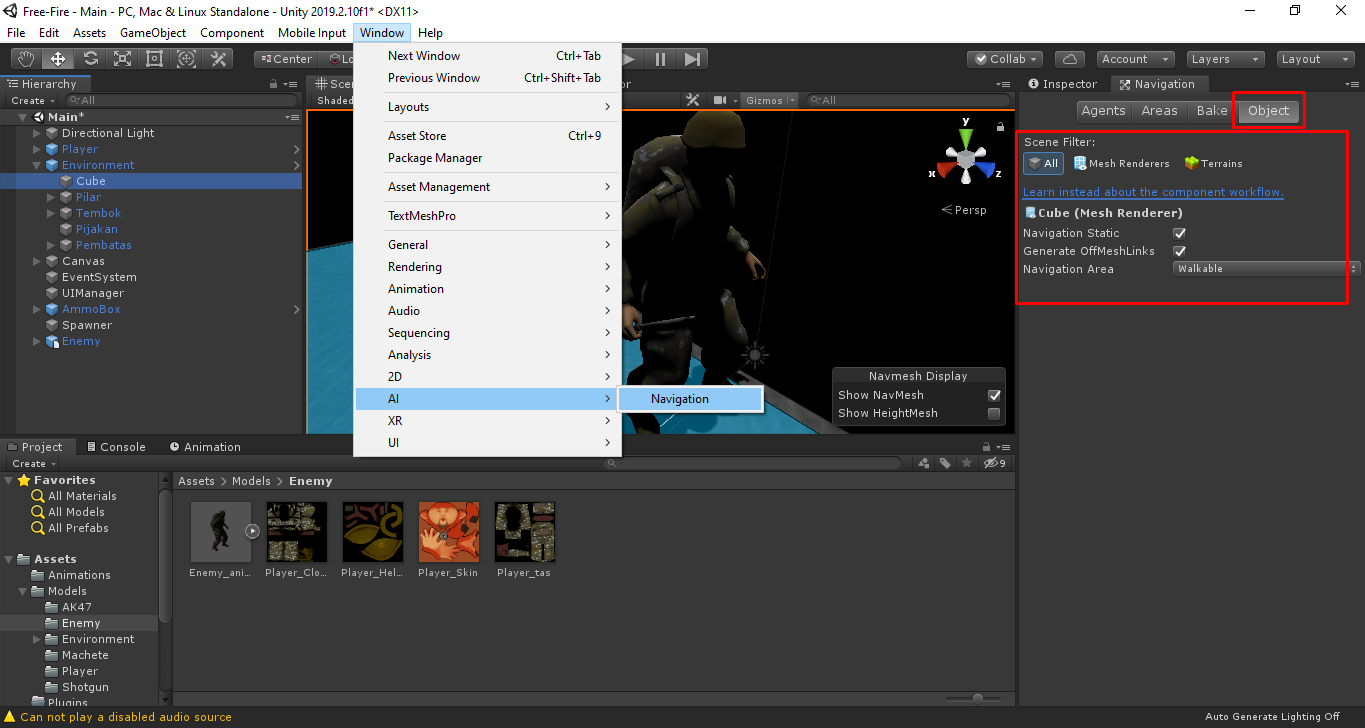 Free-Fire - Main - PC, Mac & Linux Standalone - Unity 2019.2.10f1* <DX11>
File Edit Assets GameObject Component Mobile Input Window Help
Center
Collab
Account
Layers
Layout
Hierarchy
Create
All
Main*
Directional Light
Player
Environment
Cube
Pilar
Tembok
Pijakan
Pembatas
Canvas
EventSystem
UIManager
AmmoBox
Spawner
Enemy
Shaded
Next Window Ctrl+Tab
Previous Window Ctrl+Shift+Tab
Layouts
Asset Store Ctrl+9
Package Manager
Asset Management
TextMeshPro
General
Rendering
Animation
Audio
Sequencing
Analysis
2D
AI
XR
UI
Navigation
Gizmos
All
y
x
z
Persp
Navmesh Display
Show NavMesh
Show HeightMesh
Inspector
Navigation
Agents Areas Bake Object
Scene Filter:
All Mesh Renderers Terrains
Learn instead about the component workflow.
Cube (Mesh Renderer)
Navigation Static
Generate OffMeshLinks
Navigation Area Walkable
Project
Console
Animation
Create
9
Favorites
All Materials
All Models
All Prefabs
Assets
Animations
Models
AK47
Enemy
Environment
Machete
Player
Shotgun
Plugins
Assets > Models > Enemy
Enemy_ani... Player_Clo... Player_Hel... Player_Skin Player_tas
Can not play a disabled audio source
Auto Generate Lighting Off